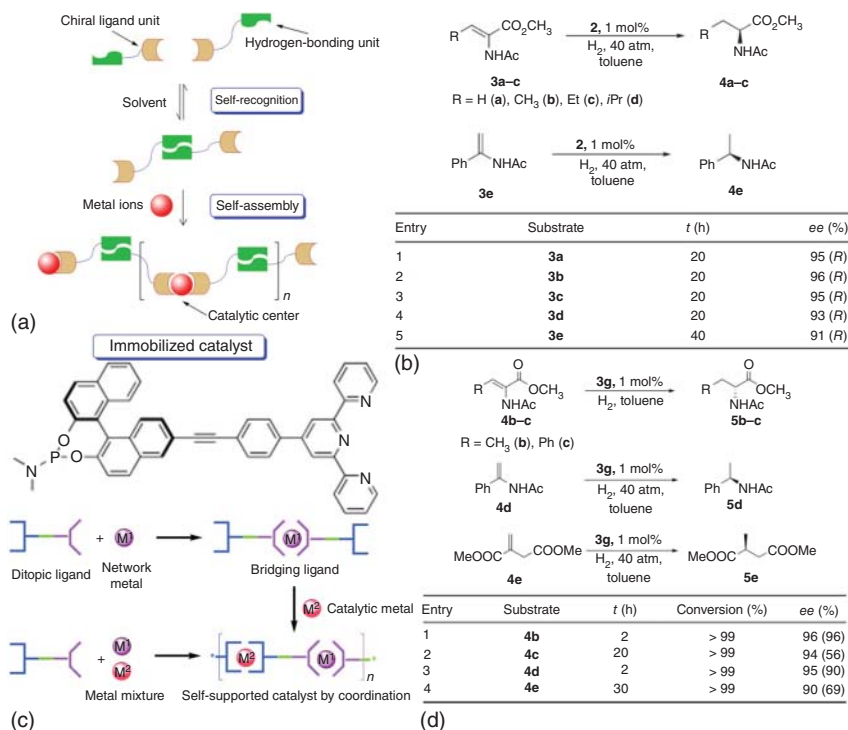 Chiral ligand unit
Hydrogen-bonding unit
Solvent
Self-recognition
Metal ions
Self-assembly
n
Catalytic center
(a)
R
CO₂CH₃
NHAc
3a–c
2, 1 mol%
H₂, 40 atm,
toluene
R
CO₂CH₃
NHAc
4a–c
R = H (a), CH₃ (b), Et (c), iPr (d)
Ph
NHAc
3e
2, 1 mol%
H₂, 40 atm,
toluene
Ph
NHAc
4e
Entry Substrate t (h) ee (%)
1 3a 20 95 (R)
2 3b 20 96 (R)
3 3c 20 95 (R)
4 3d 20 93 (R)
5 3e 40 91 (R)
(b)
Immobilized catalyst
O
P
O
N
N
N
N
Ditopic ligand
+
M¹
Network
metal
M¹
Bridging ligand
M²
Catalytic metal
+
M¹
M²
Metal mixture
M²
M¹
n
Self-supported catalyst by coordination
(c)
R
O
OCH₃
NHAc
4b–c
3g, 1 mol%
H₂, toluene
R
O
OCH₃
NHAc
5b–c
R = CH₃ (b), Ph (c)
Ph
NHAc
4d
3g, 1 mol%
H₂, 40 atm,
toluene
Ph
NHAc
5d
MeOOC
COOMe
4e
3g, 1 mol%
H₂, 40 atm,
toluene
MeOOC
COOMe
5e
Entry Substrate t (h) Conversion (%) ee (%)
1 4b 2 > 99 96 (96)
2 4c 20 > 99 94 (56)
3 4d 2 > 99 95 (90)
4 4e 30 > 99 90 (69)
(d)